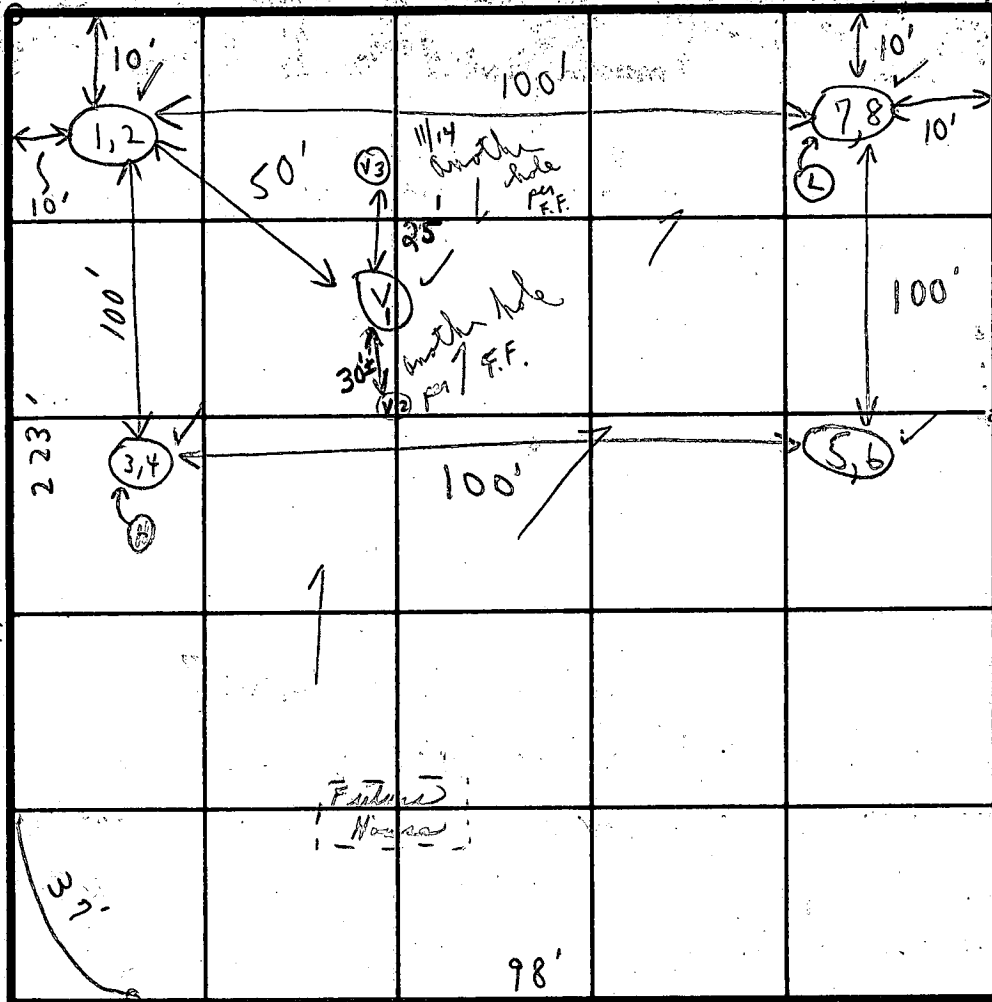 10'
10'
100'
1,2
7,8
10'
10'
11/14
another
hole
per
F.F.
V3
50'
L
25'
100'
V1
another hole
per F.F.
100'
30'±
V2
223'
3,4
5,6
100'
H
Future
House
37'
98'